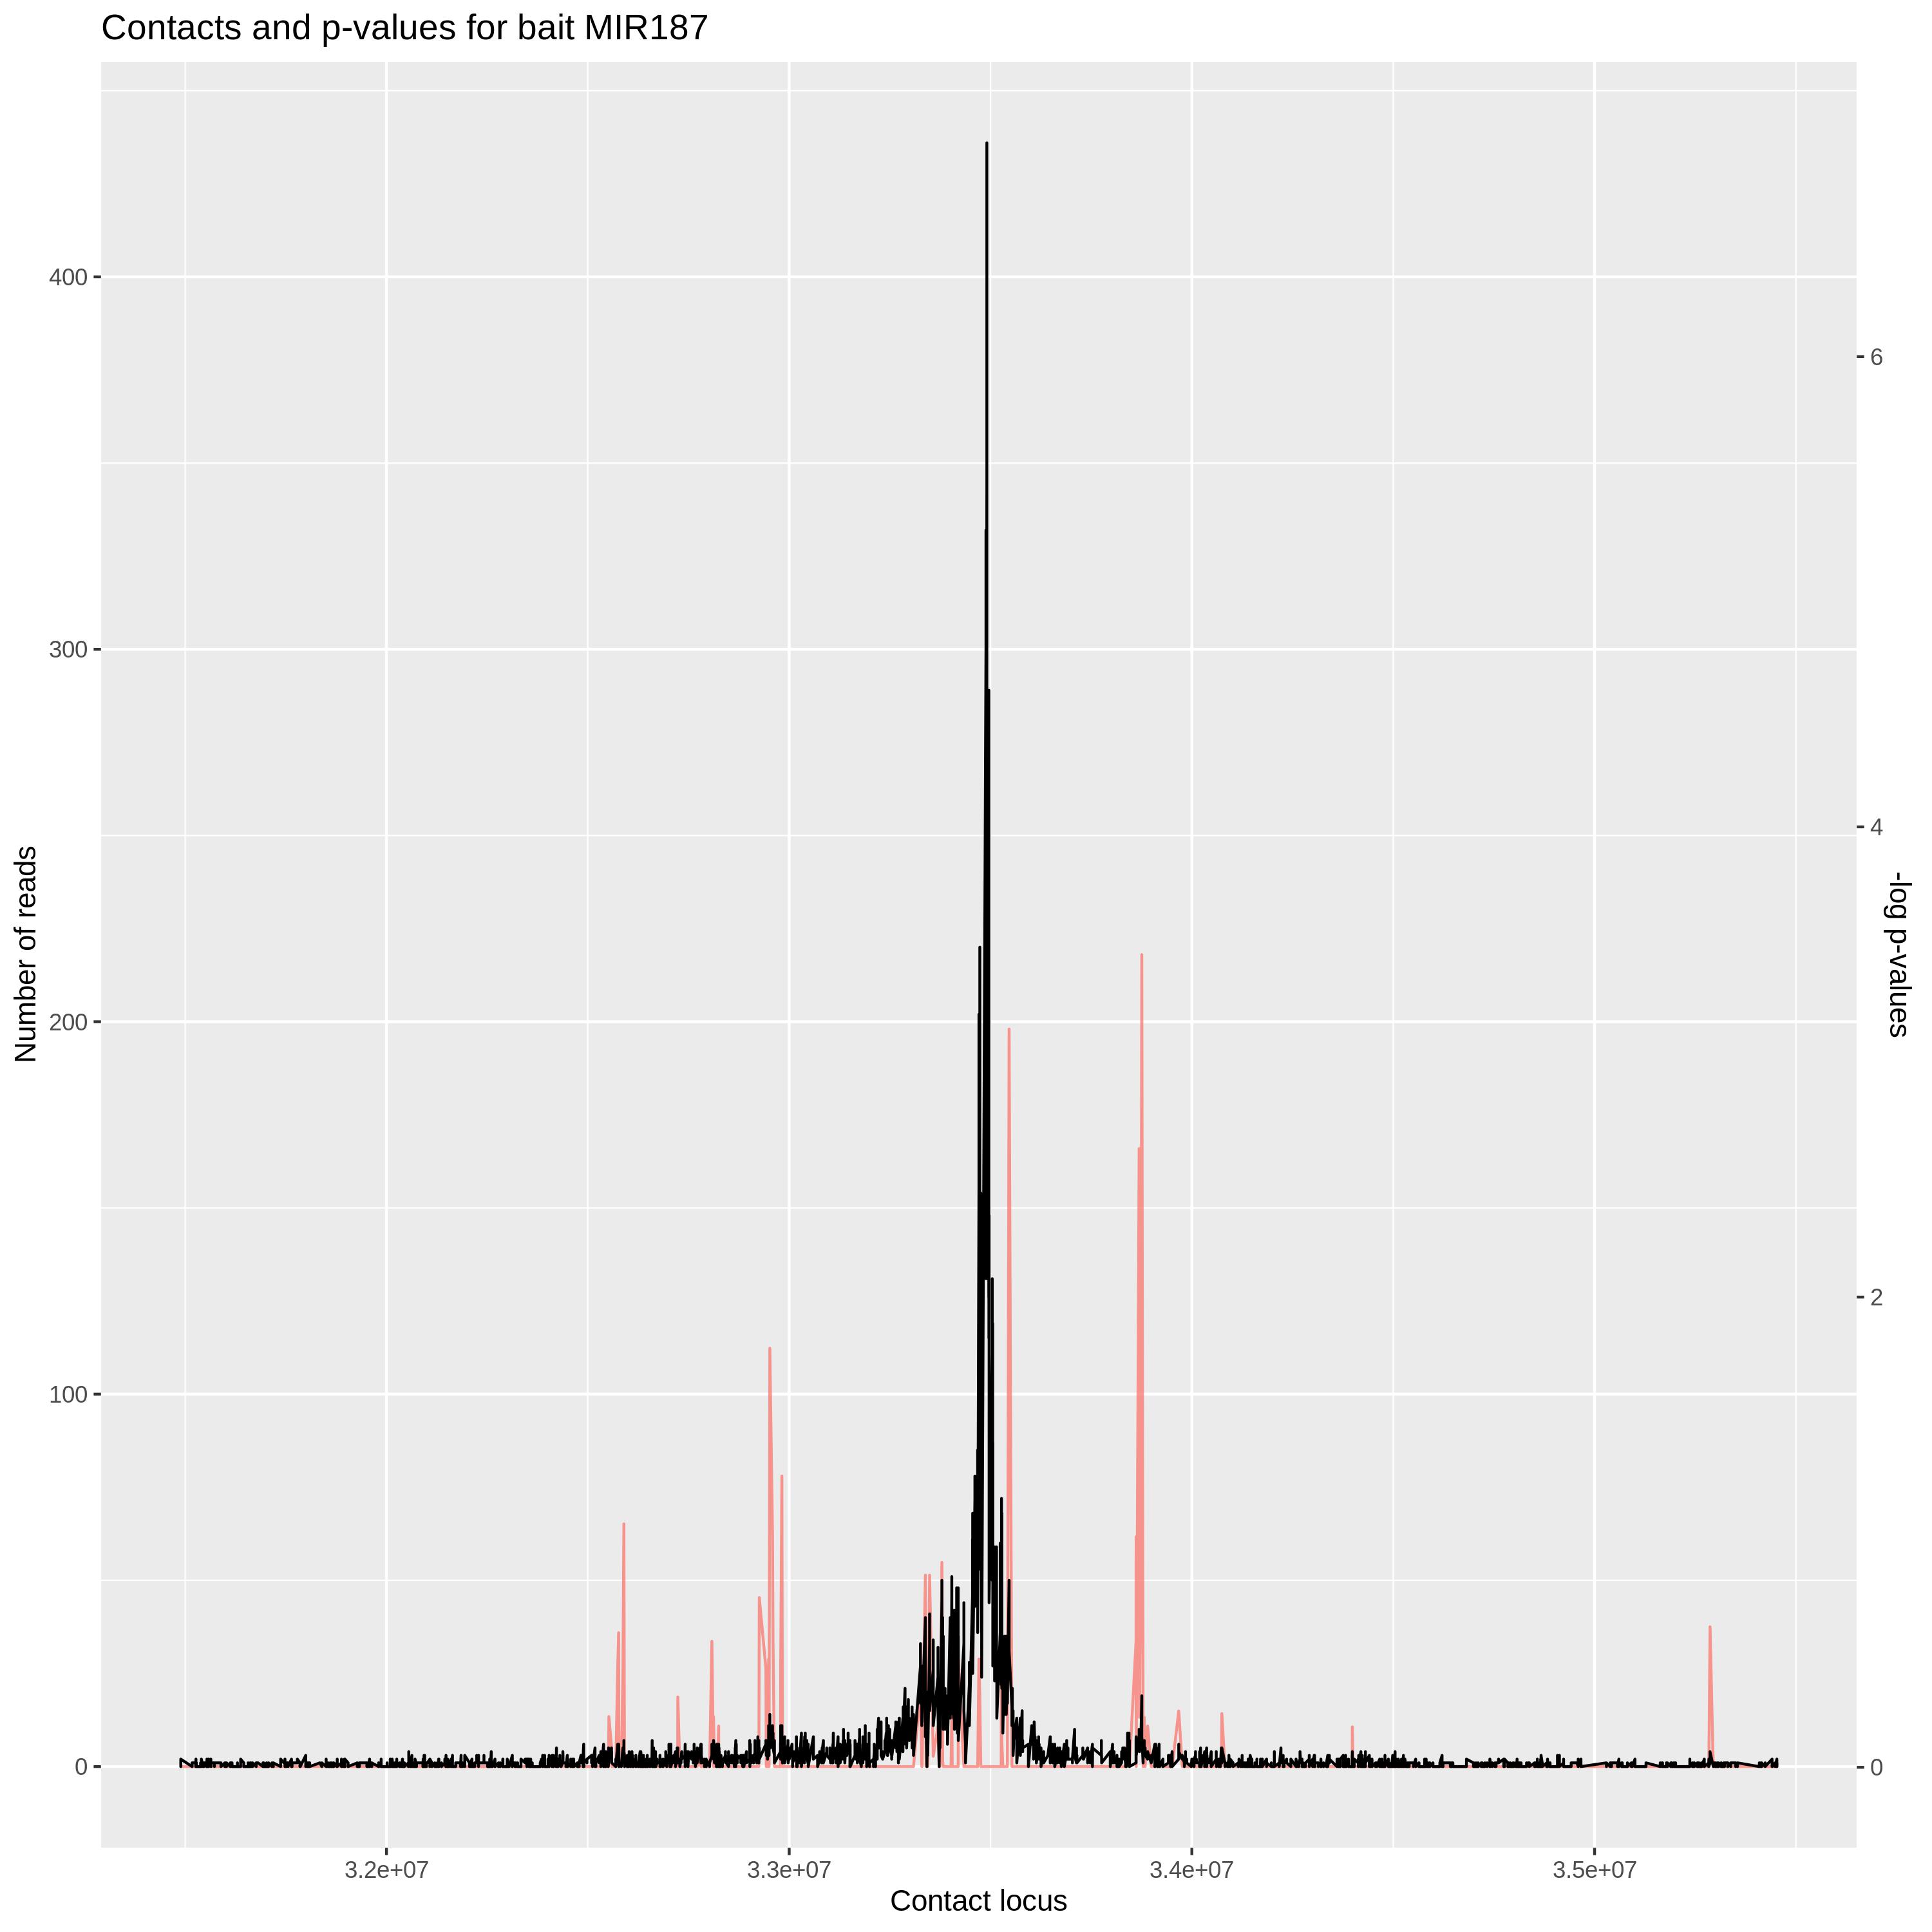 Contacts and p-values for bait MIR187
400
300
200
100
0
Number of reads
6
4
2
0
-log p-values
3.2e+07
3.3e+07
3.4e+07
3.5e+07
Contact locus